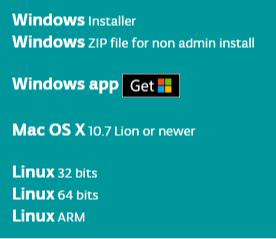 Windows Installer
Windows ZIP file for non admin install
Windows app Get
Mac OS X 10.7 Lion or newer
Linux 32 bits
Linux 64 bits
Linux ARM